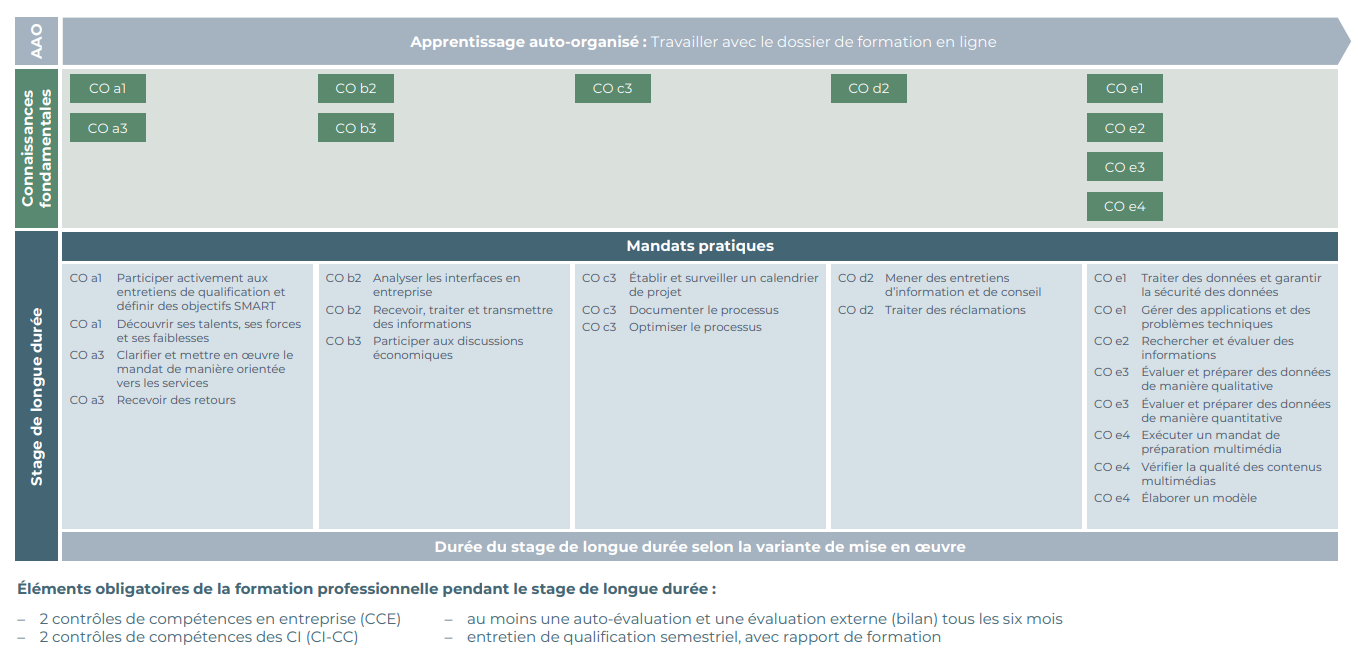 AAO
Apprentissage auto-organisé : Travailler avec le dossier de formation en ligne
Connaissances
fondamentales
CO a1
CO a3
CO b2
CO b3
CO c3
CO d2
CO e1
CO e2
CO e3
CO e4
Stage de longue durée
Mandats pratiques
CO a1 Participer activement aux
entretiens de qualification et
définir des objectifs SMART
CO a1 Découvrir ses talents, ses forces
et ses faiblesses
CO a3 Clarifier et mettre en œuvre le
mandat de manière orientée
vers les services
CO a3 Recevoir des retours
CO b2 Analyser les interfaces en
entreprise
CO b2 Recevoir, traiter et transmettre
des informations
CO b3 Participer aux discussions
économiques
CO c3 Établir et surveiller un calendrier
de projet
CO c3 Documenter le processus
CO c3 Optimiser le processus
CO d2 Mener des entretiens
d’information et de conseil
CO d2 Traiter des réclamations
CO e1 Traiter des données et garantir
la sécurité des données
CO e1 Gérer des applications et des
problèmes techniques
CO e2 Rechercher et évaluer des
informations
CO e3 Évaluer et préparer des données
de manière qualitative
CO e3 Évaluer et préparer des données
de manière quantitative
CO e4 Exécuter un mandat de
préparation multimédia
CO e4 Vérifier la qualité des contenus
multimédias
CO e4 Élaborer un modèle
Durée du stage de longue durée selon la variante de mise en œuvre
Éléments obligatoires de la formation professionnelle pendant le stage de longue durée :
– 2 contrôles de compétences en entreprise (CCE)
– 2 contrôles de compétences des CI (CI-CC)
– au moins une auto-évaluation et une évaluation externe (bilan) tous les six mois
– entretien de qualification semestriel, avec rapport de formation